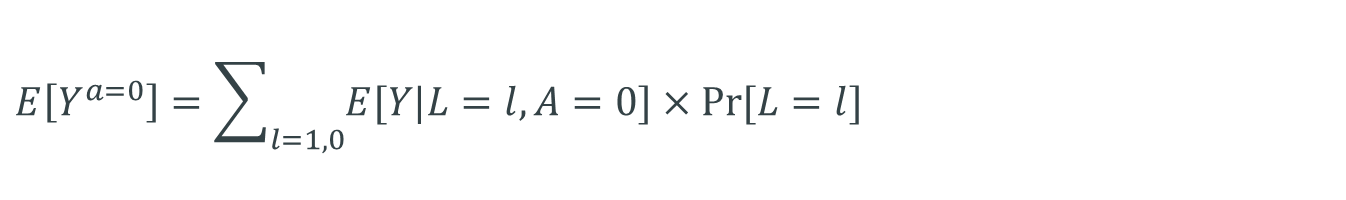 E[Y^{a=0}] = ∑_{l=1,0} E[Y|L = l, A = 0] × Pr[L = l]